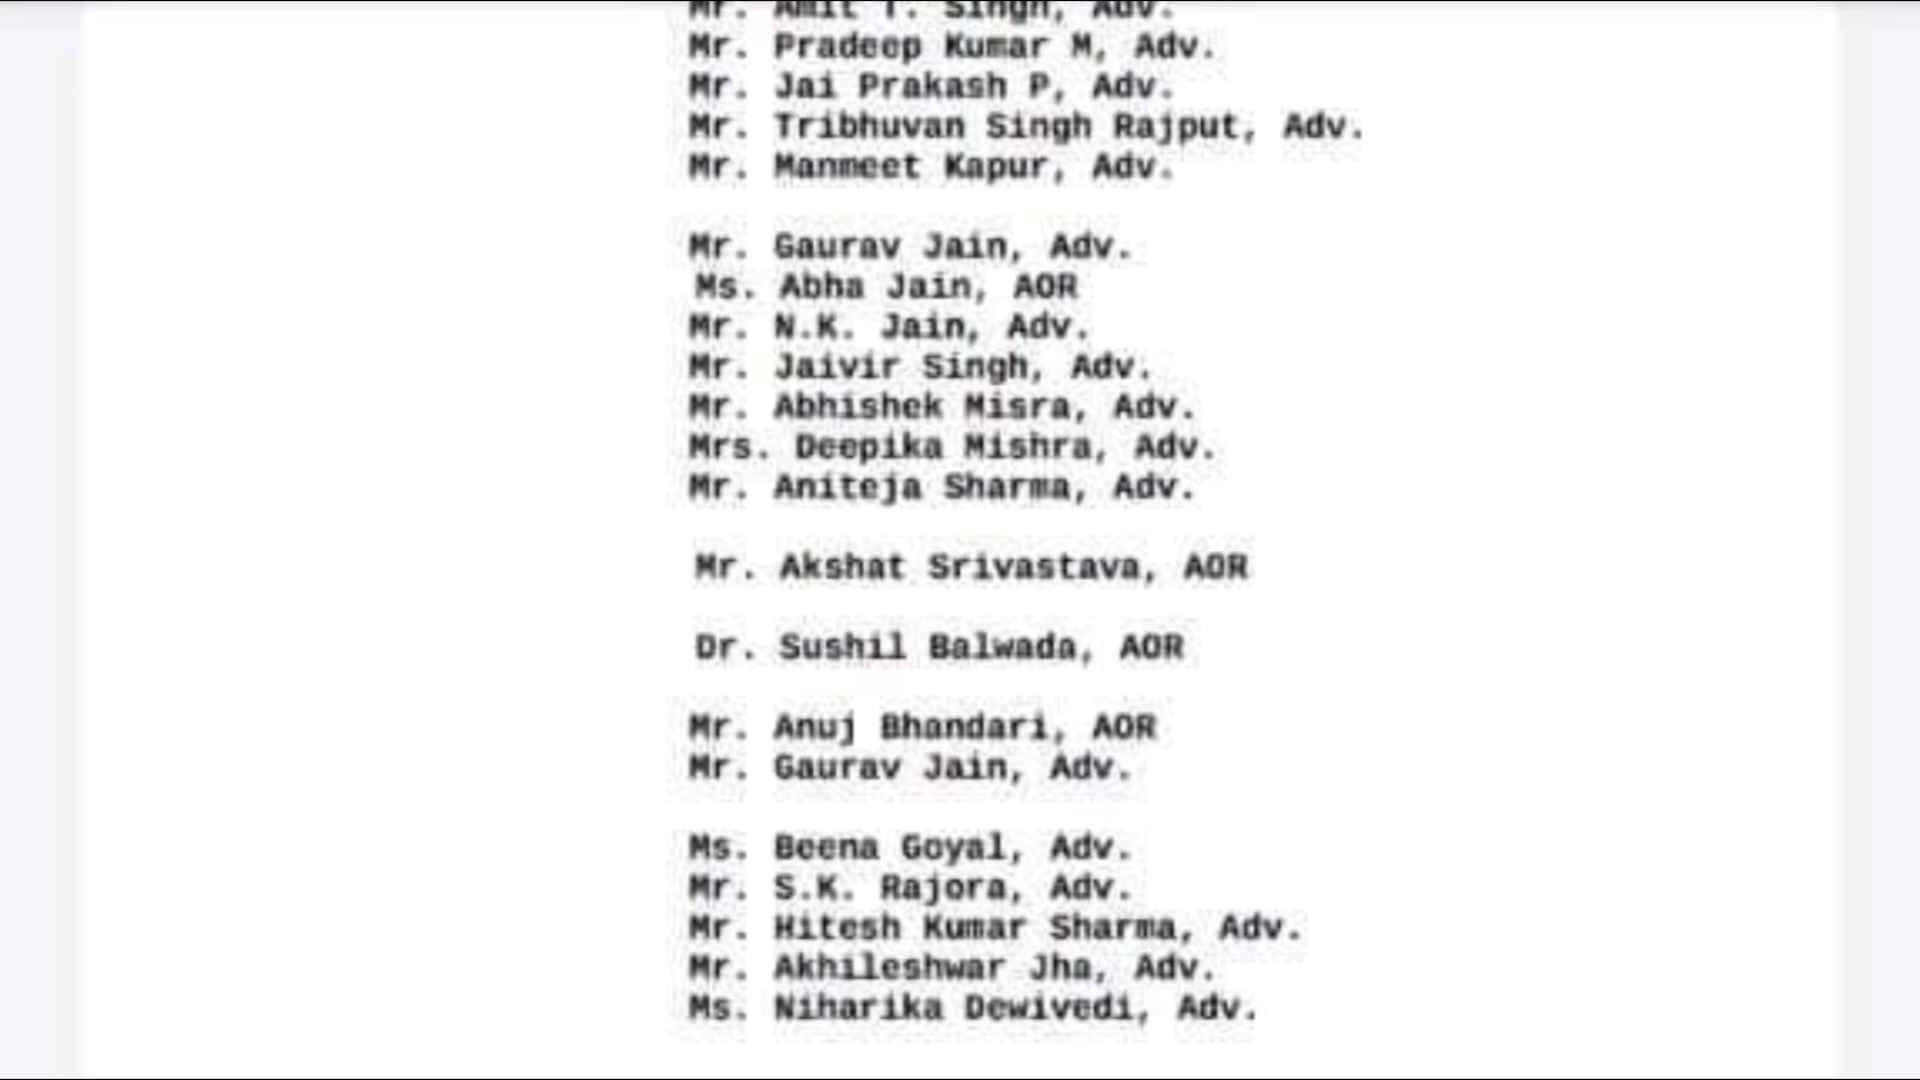 Mr. Amit T. Singh, Adv.
Mr. Pradeep Kumar M, Adv.
Mr. Jai Prakash P, Adv.
Mr. Tribhuvan Singh Rajput, Adv.
Mr. Manmeet Kapur, Adv.
Mr. Gaurav Jain, Adv.
Ms. Abha Jain, AOR
Mr. N.K. Jain, Adv.
Mr. Jaivir Singh, Adv.
Mr. Abhishek Misra, Adv.
Mrs. Deepika Mishra, Adv.
Mr. Aniteja Sharma, Adv.
Mr. Akshat Srivastava, AOR
Dr. Sushil Balwada, AOR
Mr. Anuj Bhandari, AOR
Mr. Gaurav Jain, Adv.
Ms. Beena Goyal, Adv.
Mr. S.K. Rajora, Adv.
Mr. Hitesh Kumar Sharma, Adv.
Mr. Akhileshwar Jha, Adv.
Ms. Niharika Dewivedi, Adv.